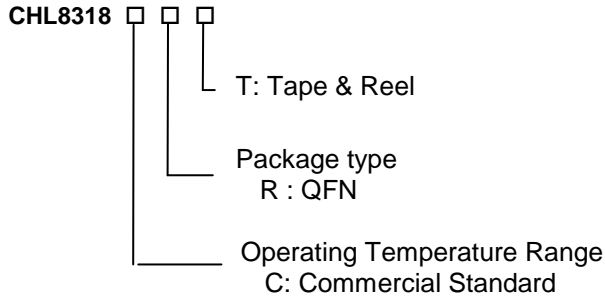 CHL8318 □ □ □
T: Tape & Reel
Package type
R : QFN
Operating Temperature Range
C: Commercial Standard